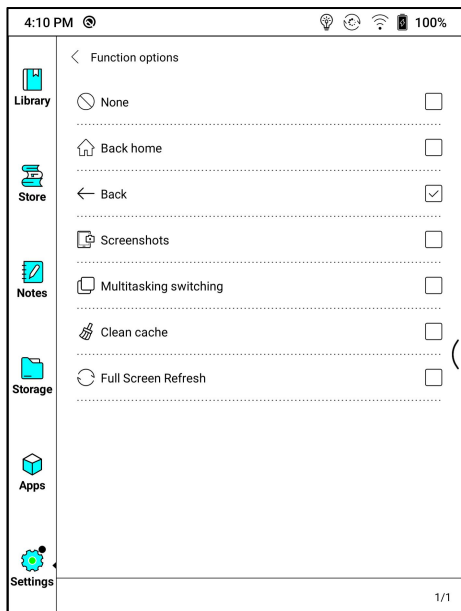 4:10 PM
100%
Function options
None
Back home
Back
Screenshots
Multitasking switching
Clean cache
Full Screen Refresh
Library
Store
Notes
Storage
Apps
Settings
1/1